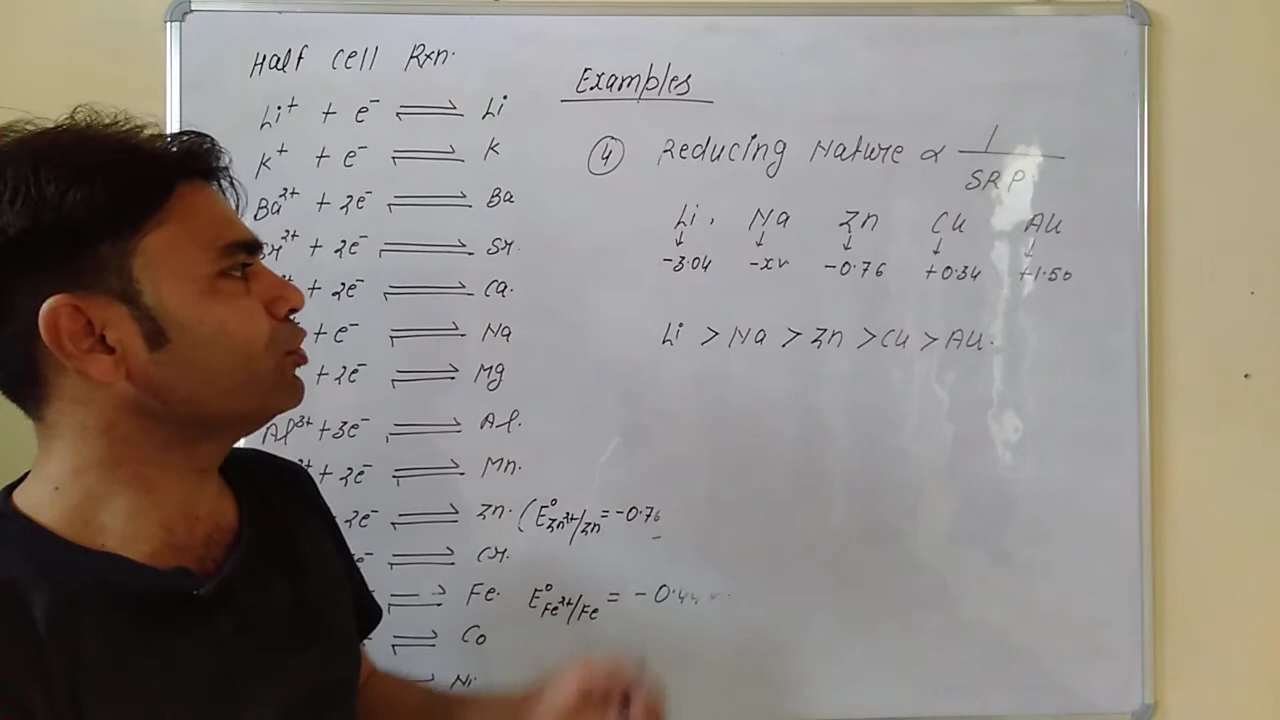 Half cell Rxn.
Li⁺ + e⁻ ⇌ Li
K⁺ + e⁻ ⇌ K
Ba²⁺ + 2e⁻ ⇌ Ba
Sr²⁺ + 2e⁻ ⇌ Sr.
+ 2e⁻ ⇌ Ca.
+ e⁻ ⇌ Na
+ 2e⁻ ⇌ Mg
Al³⁺ + 3e⁻ ⇌ Al.
+ 2e⁻ ⇌ Mn.
2e⁻ ⇌ Zn. (E⁰Zn²⁺/Zn = -0.76
e⁻ ⇌ Cr.
⇌ Fe. E⁰Fe²⁺/Fe = -0.44 v.
⇌ Co
Ni
Examples
④ Reducing Nature ∝ 1/SRP.
Li, Na Zn Cu Au
↓ ↓ ↓ ↓ ↓
-3.04 -xv -0.76 +0.34 +1.50
Li > Na > Zn > Cu > Au.